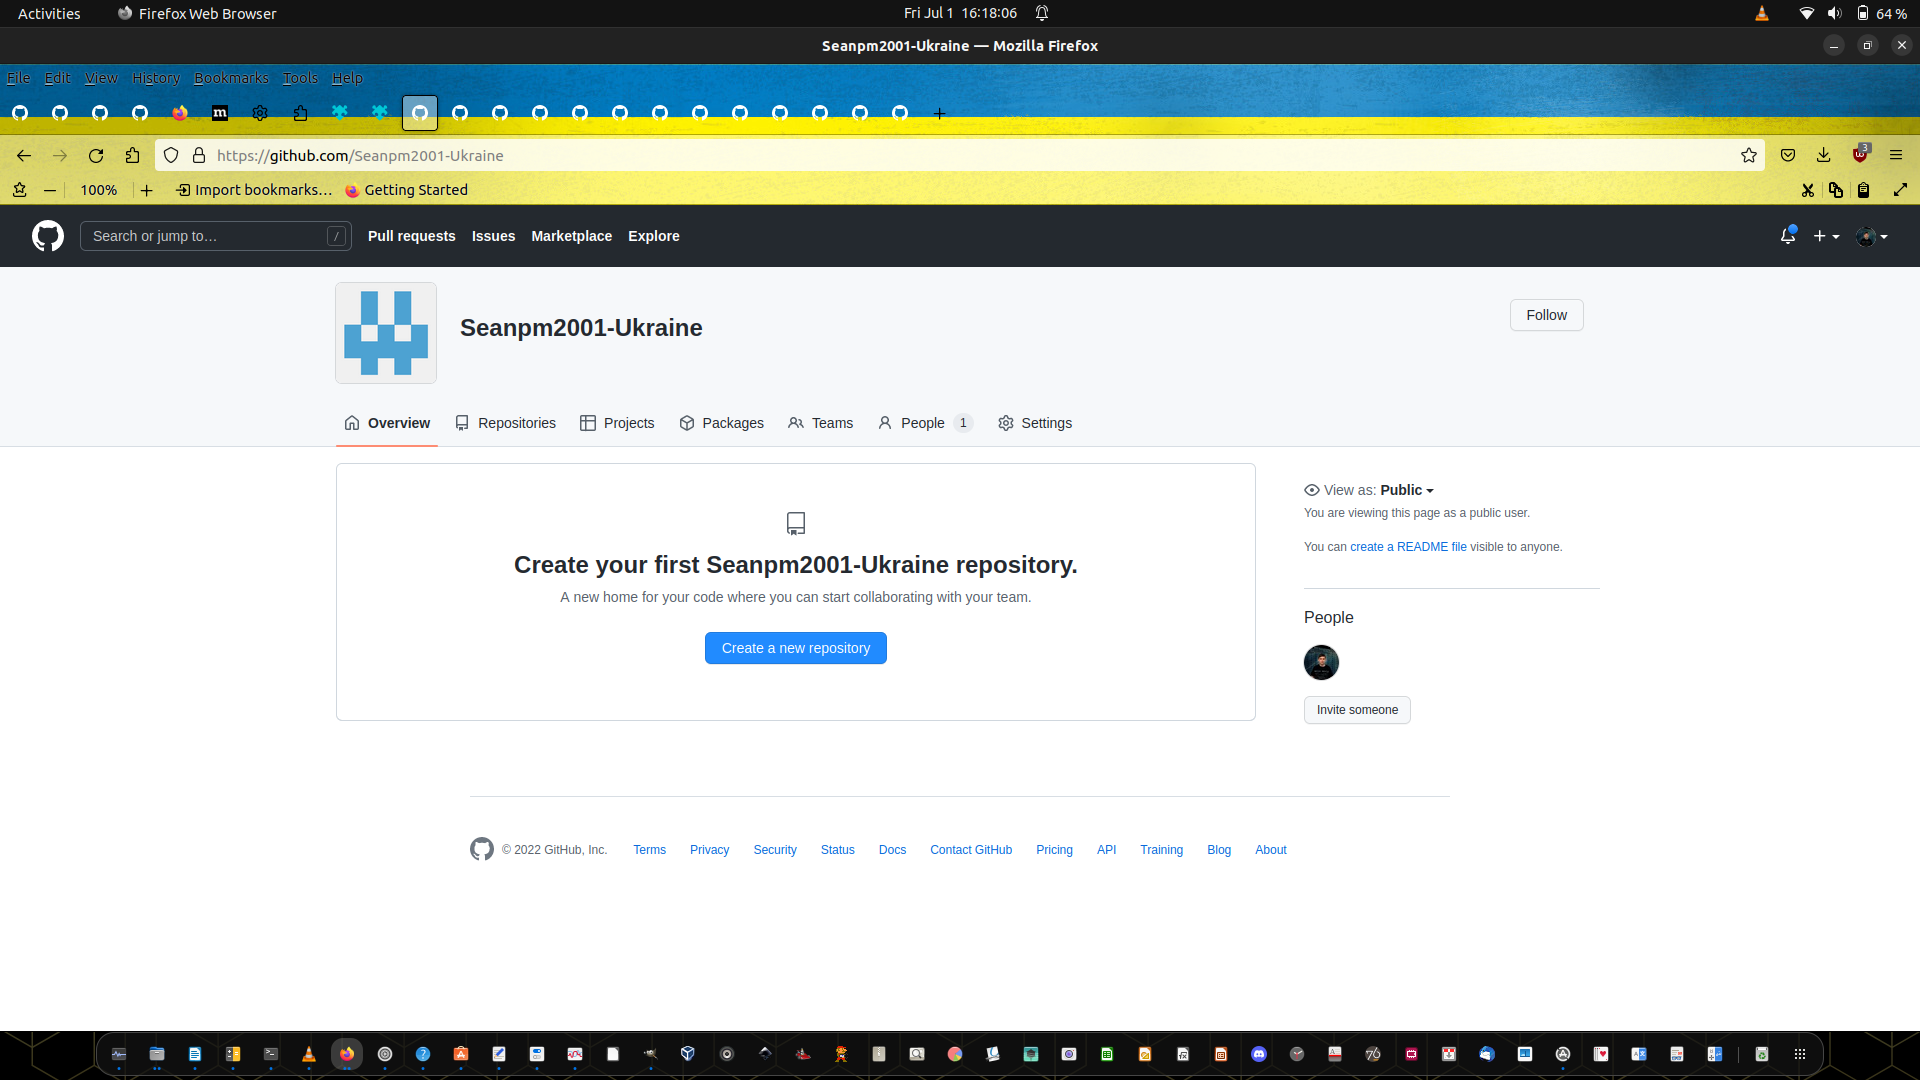 Activities
Firefox Web Browser
Fri Jul 1 16:18:06
64 %
Seanpm2001-Ukraine — Mozilla Firefox
File Edit View History Bookmarks Tools Help
https://github.com/Seanpm2001-Ukraine
3
100%
Import bookmarks…
Getting Started
Search or jump to…
/
Pull requests
Issues
Marketplace
Explore
Seanpm2001-Ukraine
Follow
Overview
Repositories
Projects
Packages
Teams
People 1
Settings
Create your first Seanpm2001-Ukraine repository.
A new home for your code where you can start collaborating with your team.
Create a new repository
View as: Public
You are viewing this page as a public user.
You can create a README file visible to anyone.
People
Invite someone
© 2022 GitHub, Inc.
Terms
Privacy
Security
Status
Docs
Contact GitHub
Pricing
API
Training
Blog
About